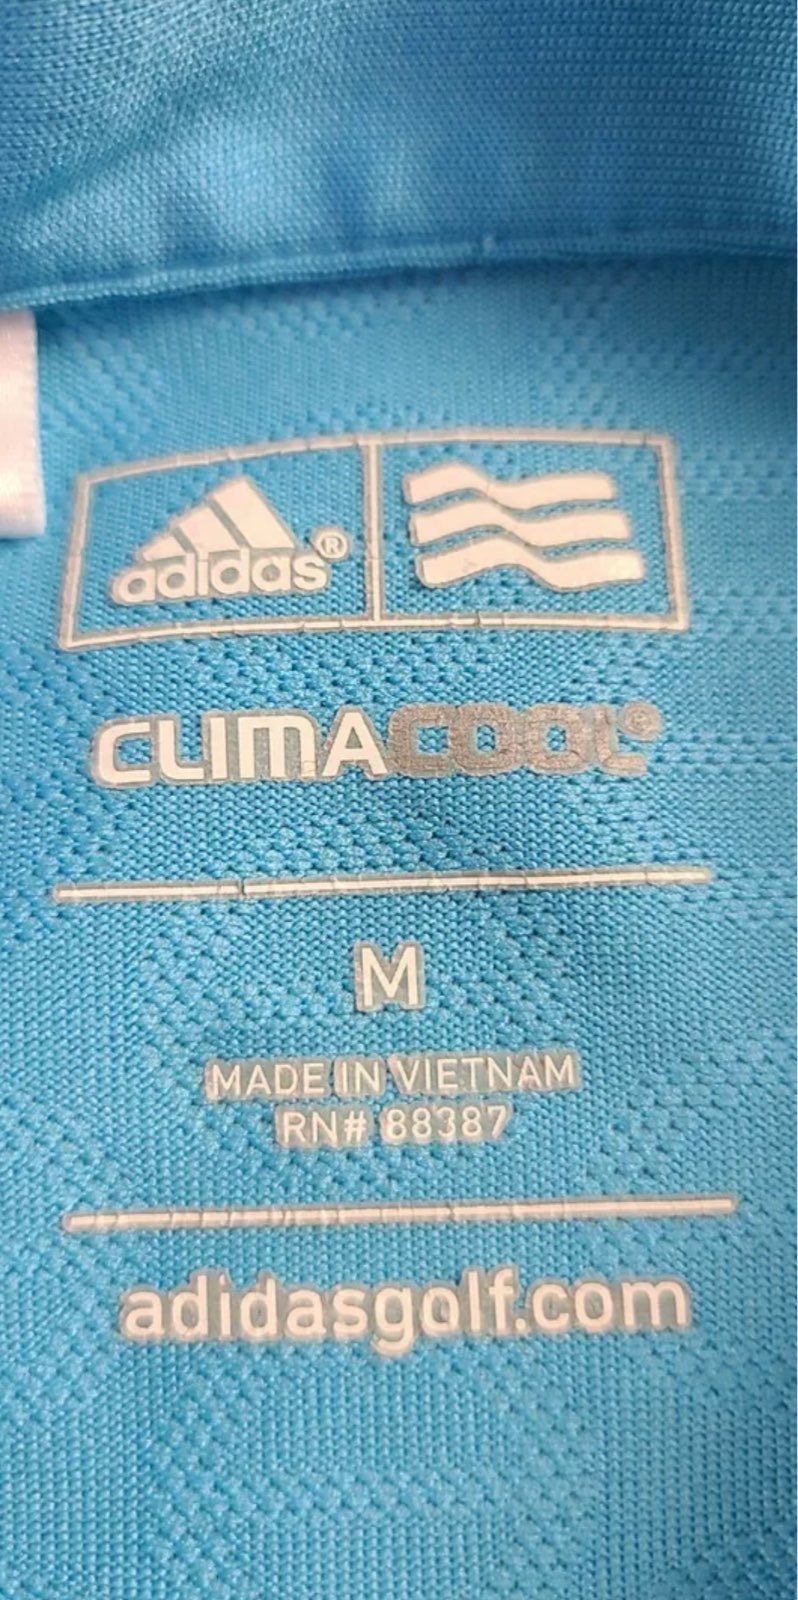 adidas®
CLIMACOOL®
M
MADE IN VIETNAM
RN# 88387
adidasgolf.com